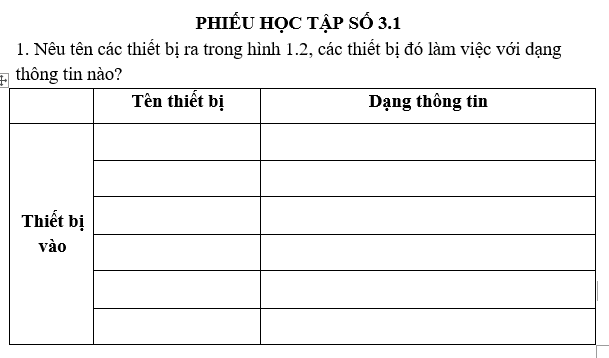 PHIẾU HỌC TẬP SỐ 3.1
1. Nêu tên các thiết bị ra trong hình 1.2, các thiết bị đó làm việc với dạng
thông tin nào?
Tên thiết bị Dạng thông tin
Thiết bị
vào